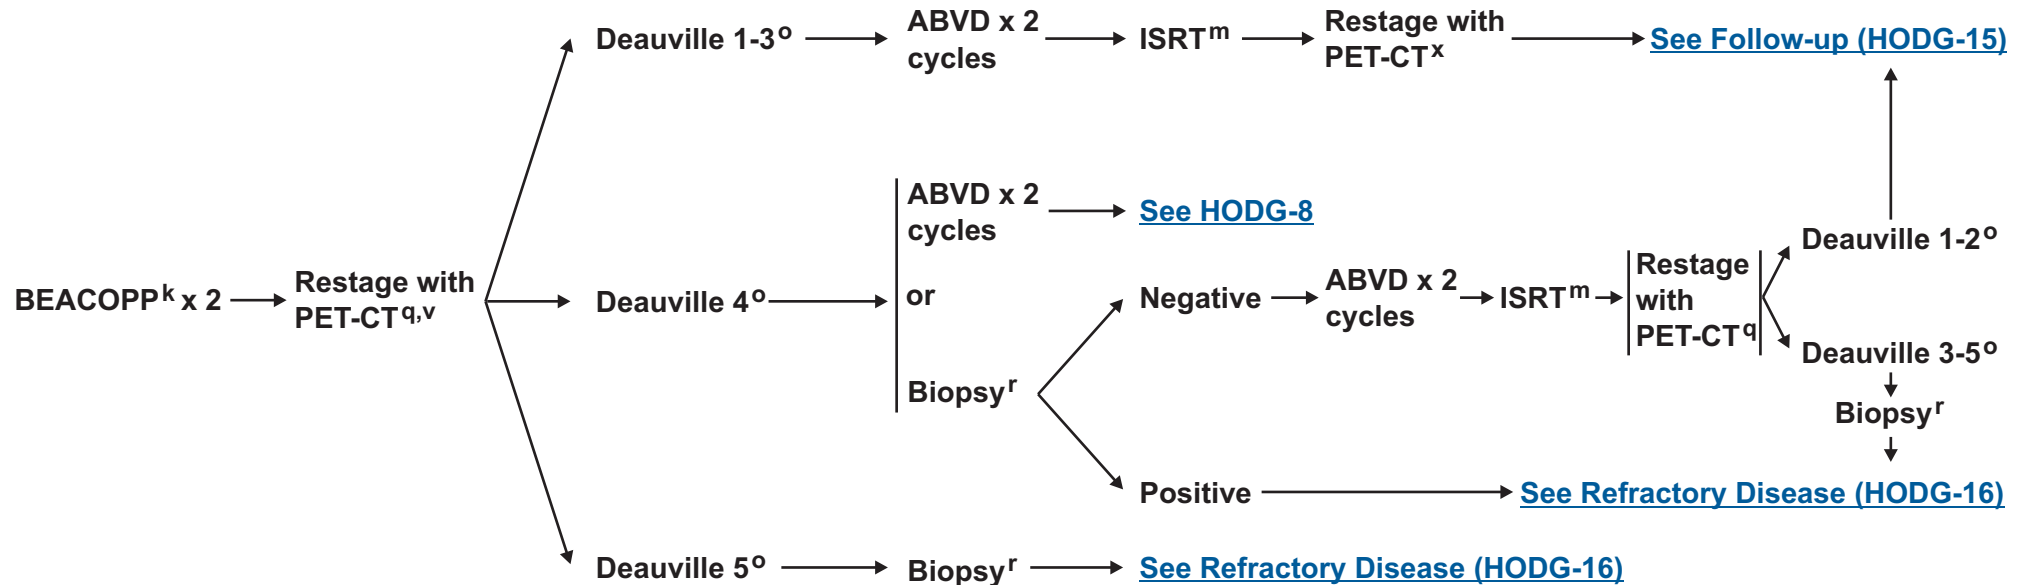 Deauville 1-3º
ABVD x 2
cycles
ISRTᵐ
Restage with
PET-CTˣ
See Follow-up (HODG-15)
BEACOPPᵏ x 2
Restage with
PET-CT^q,v
Deauville 4º
ABVD x 2
cycles
See HODG-8
or
Biopsyʳ
Negative
ABVD x 2
cycles
ISRTᵐ
Restage
with
PET-CT^q
Deauville 1-2º
Deauville 3-5º
Biopsyʳ
Positive
See Refractory Disease (HODG-16)
Deauville 5º
Biopsyʳ
See Refractory Disease (HODG-16)